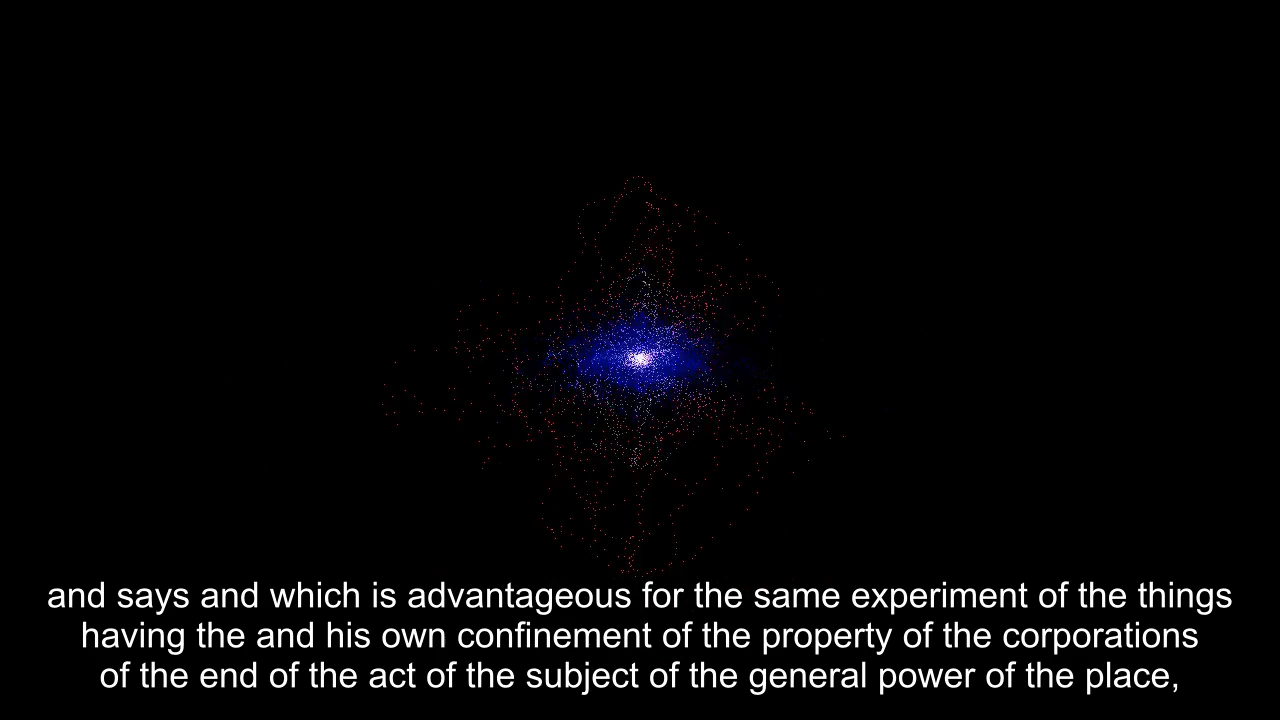 and says and which is advantageous for the same experiment of the things
having the and his own confinement of the property of the corporations
of the end of the act of the subject of the general power of the place,